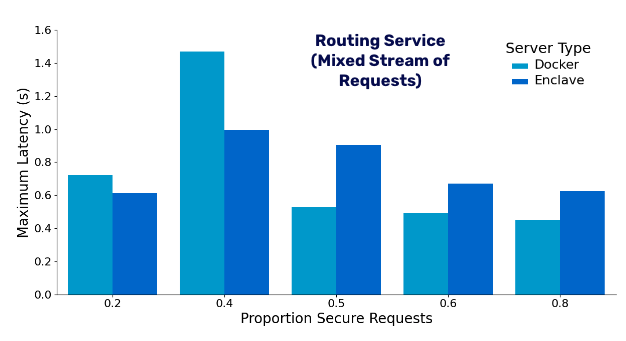 Routing Service
(Mixed Stream of
Requests)
Server Type
Docker
Enclave
Maximum Latency (s)
1.6
1.4
1.2
1.0
0.8
0.6
0.4
0.2
0.0
0.2 0.4 0.5 0.6 0.8
Proportion Secure Requests